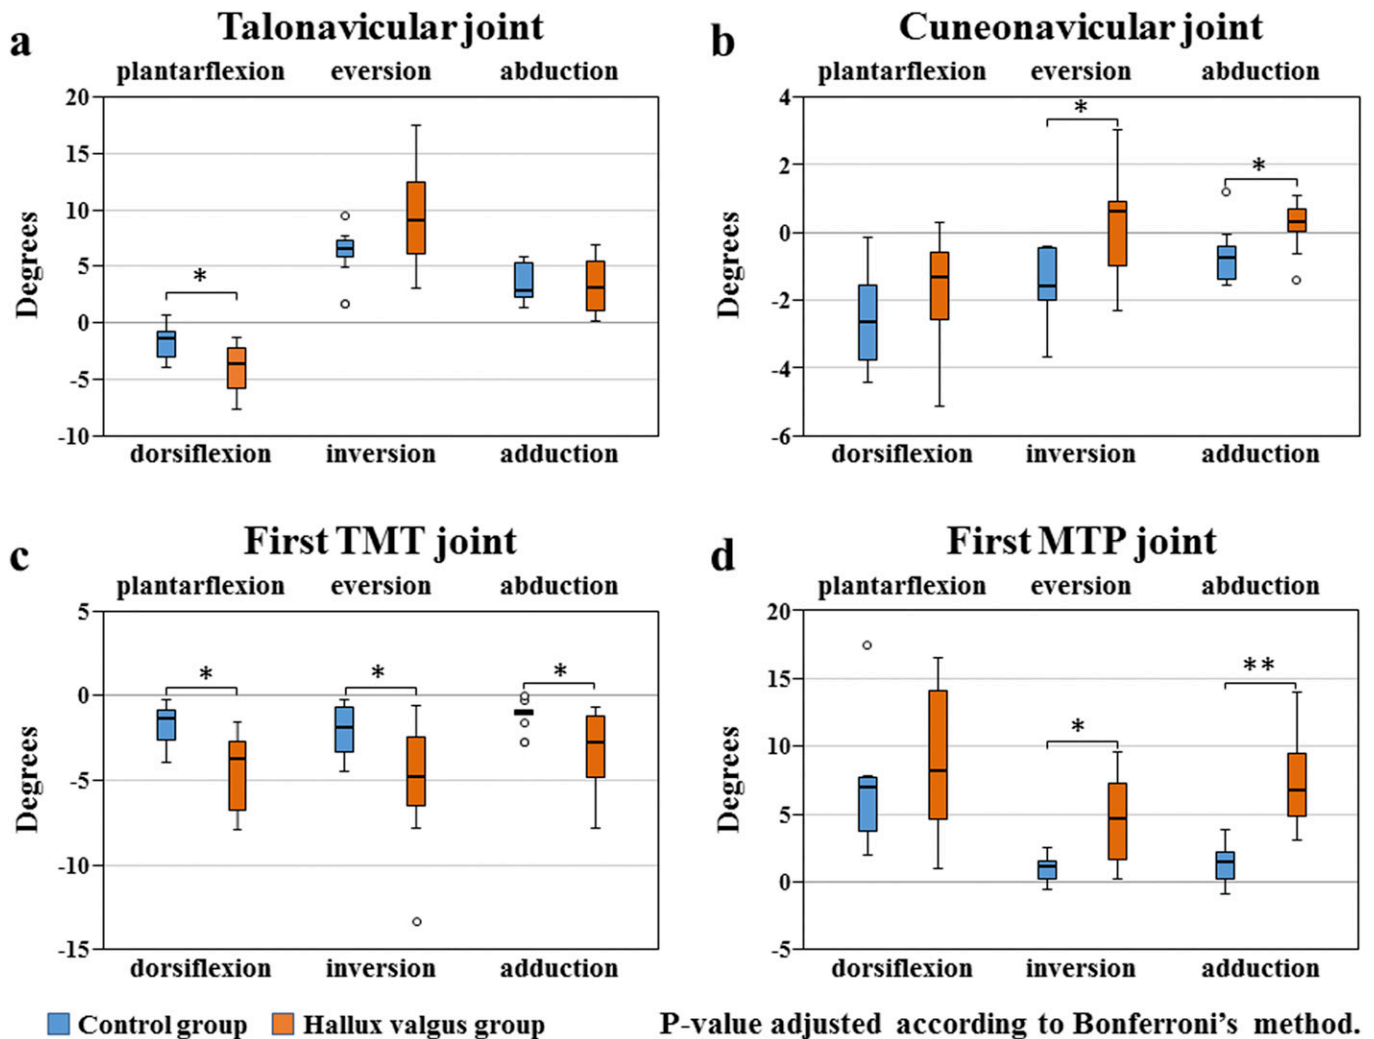 a
Talonavicular joint
plantarflexion eversion abduction
Degrees
20
15
10
5
0
-5
-10
*
dorsiflexion inversion adduction
b
Cuneonavicular joint
plantarflexion eversion abduction
Degrees
4
2
0
-2
-4
-6
* *
dorsiflexion inversion adduction
c
First TMT joint
plantarflexion eversion abduction
Degrees
5
0
-5
-10
-15
* * *
dorsiflexion inversion adduction
d
First MTP joint
plantarflexion eversion abduction
Degrees
20
15
10
5
0
-5
* **
dorsiflexion inversion adduction
Control group Hallux valgus group P-value adjusted according to Bonferroni's method.